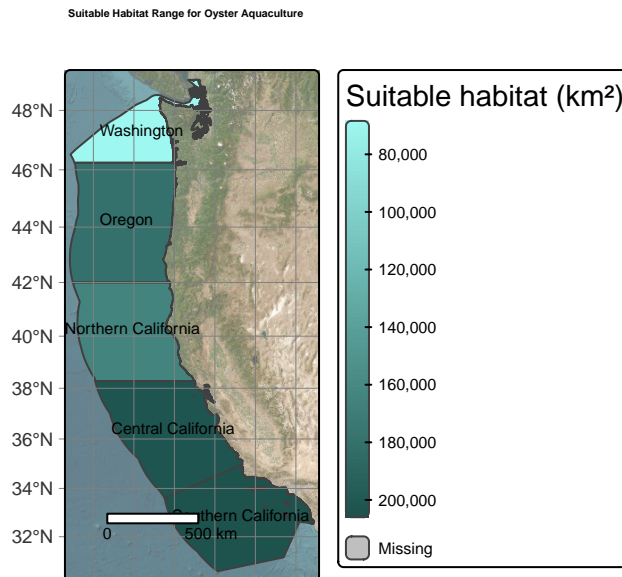 Suitable Habitat Range for Oyster Aquaculture
48°N
46°N
44°N
42°N
40°N
38°N
36°N
34°N
32°N
Washington
Oregon
Northern California
Central California
Southern California
0 500 km
Suitable habitat (km²)
80,000
100,000
120,000
140,000
160,000
180,000
200,000
Missing